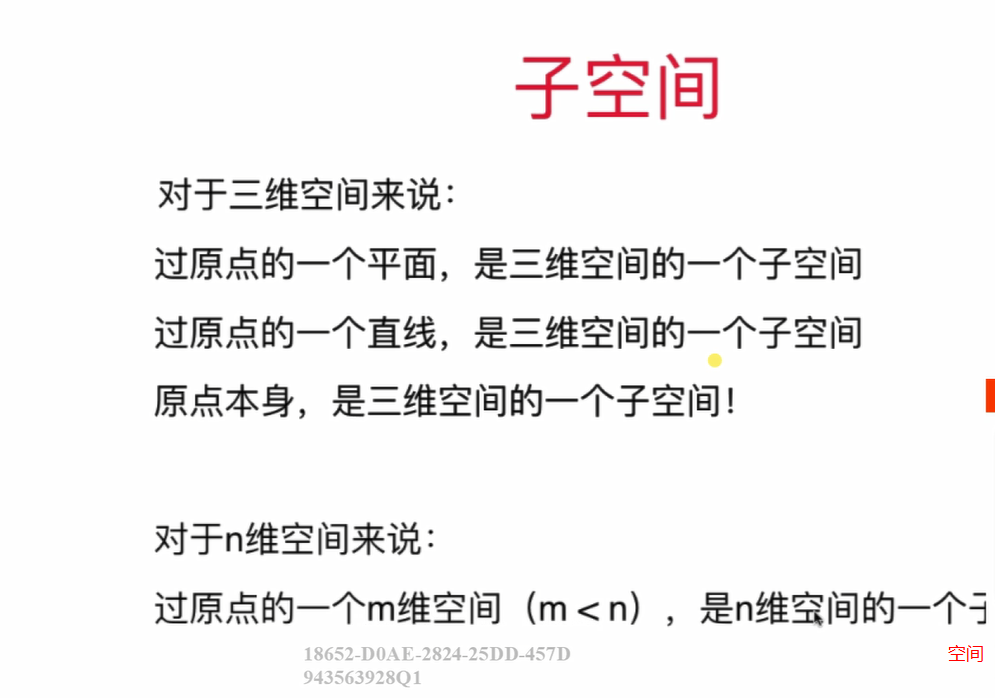 子空间
对于三维空间来说：
过原点的一个平面，是三维空间的一个子空间
过原点的一个直线，是三维空间的一个子空间
原点本身，是三维空间的一个子空间！
对于n维空间来说：
过原点的一个m维空间（m < n），是n维空间的一个子
18652-D0AE-2824-25DD-457D
943563928Q1
空间